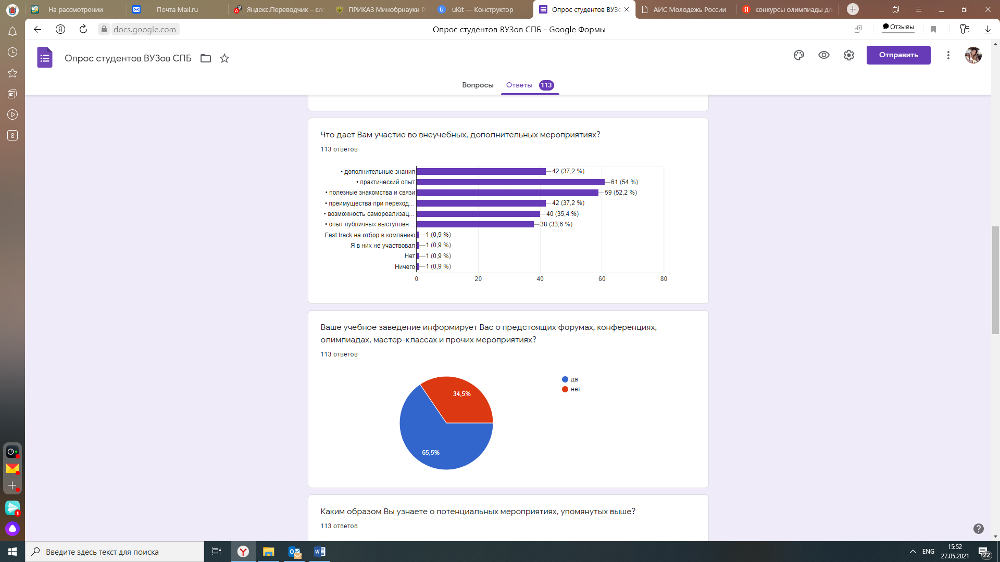 На рассмотрении
Почта Mail.ru
Яндекс.Переводчик – сло
ПРИКАЗ Минобрнауки Р
uKit — Конструктор
Опрос студентов ВУЗо
АИС Молодежь России
конкурсы олимпиады дл
docs.google.com
Опрос студентов ВУЗов СПБ - Google Формы
Отзывы
8
Опрос студентов ВУЗов СПБ
Отправить
Вопросы
Ответы 113
Что дает Вам участие во внеучебных, дополнительных мероприятиях?
113 ответов
• дополнительные знания 42 (37,2 %)
• практический опыт 61 (54 %)
• полезные знакомства и связи 59 (52,2 %)
• преимущества при переход... 42 (37,2 %)
• возможность самореализац... 40 (35,4 %)
• опыт публичных выступлен... 38 (33,6 %)
Fast track на отбор в компанию 1 (0,9 %)
Я в них не участвовал 1 (0,9 %)
Нет 1 (0,9 %)
Ничего 1 (0,9 %)
0 20 40 60 80
Ваше учебное заведение информирует Вас о предстоящих форумах, конференциях,
олимпиадах, мастер-классах и прочих мероприятиях?
113 ответов
да
нет
34,5%
65,5%
Каким образом Вы узнаете о потенциальных мероприятиях, упомянутых выше?
113 ответов
1
Введите здесь текст для поиска
ENG
15:52
27.05.2021
22